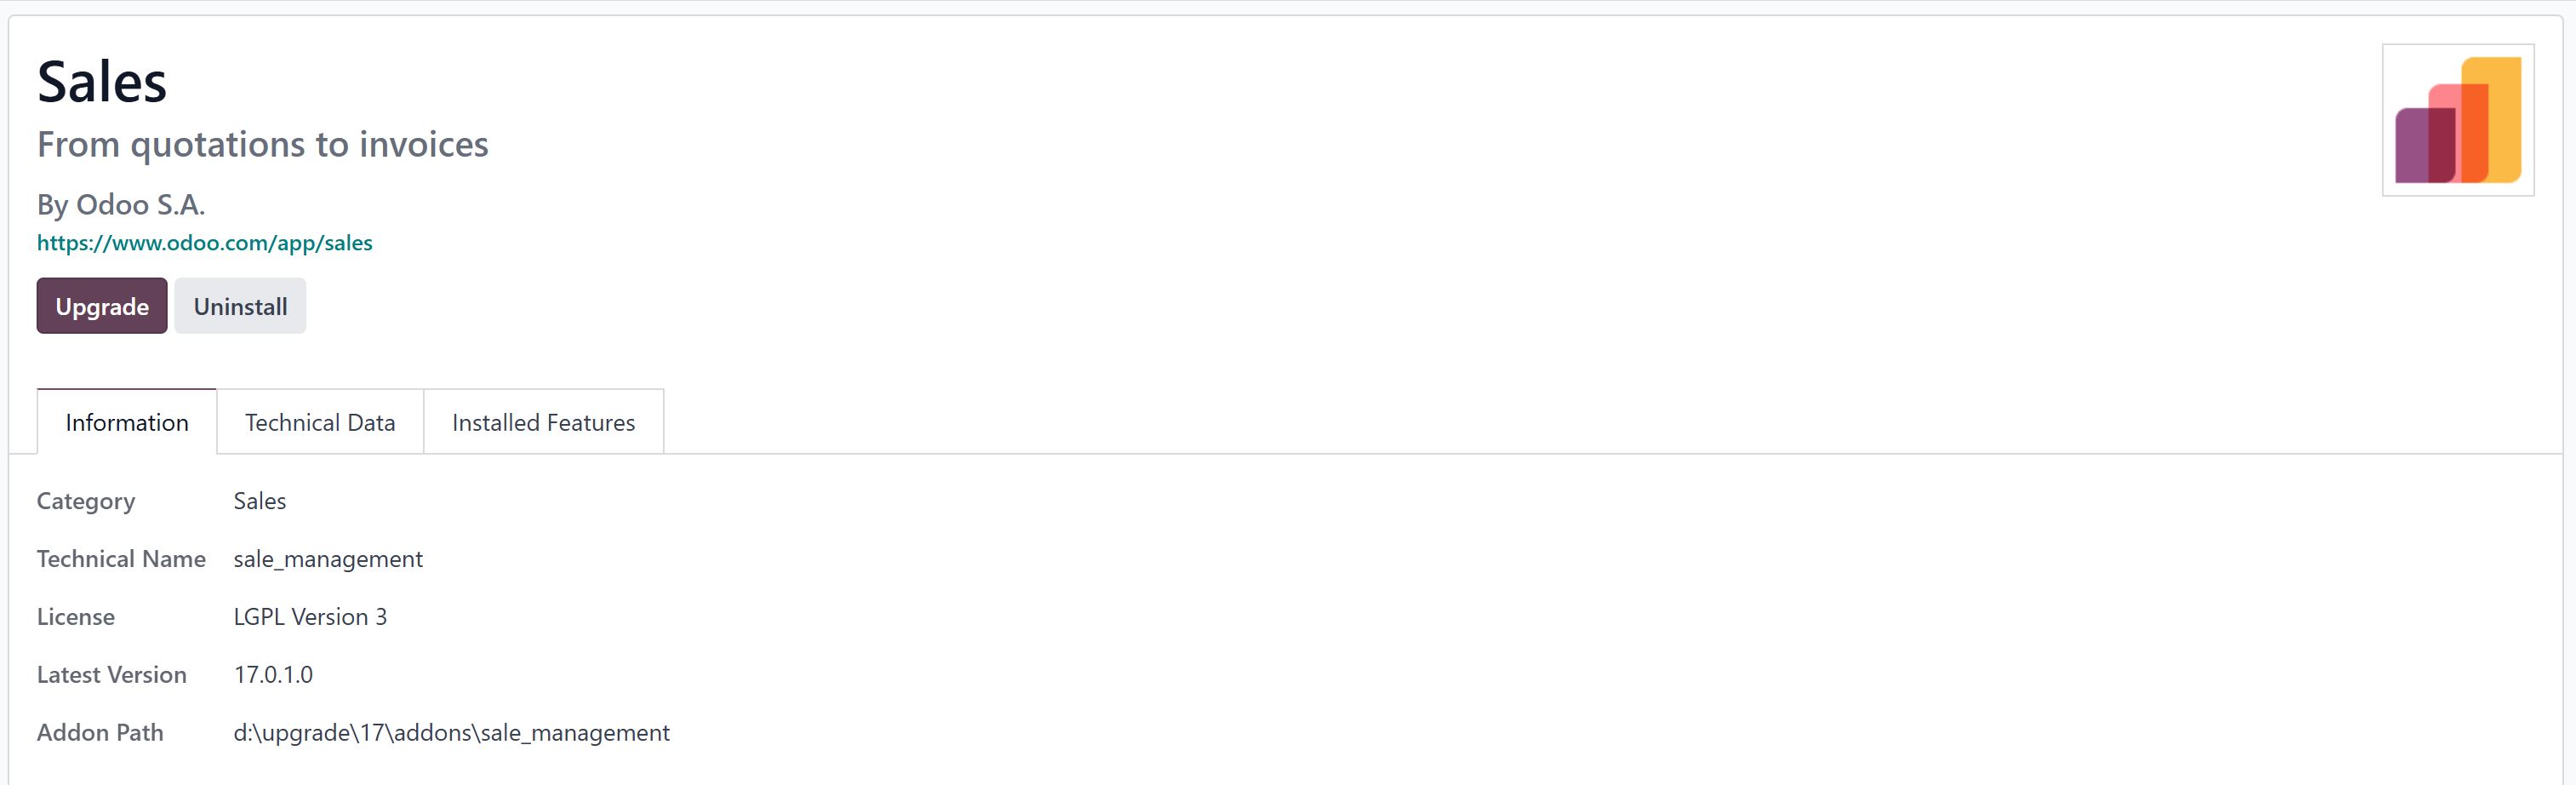 Sales
From quotations to invoices
By Odoo S.A.
https://www.odoo.com/app/sales
Upgrade Uninstall
Information Technical Data Installed Features
Category Sales
Technical Name sale_management
License LGPL Version 3
Latest Version 17.0.1.0
Addon Path d:\upgrade\17\addons\sale_management